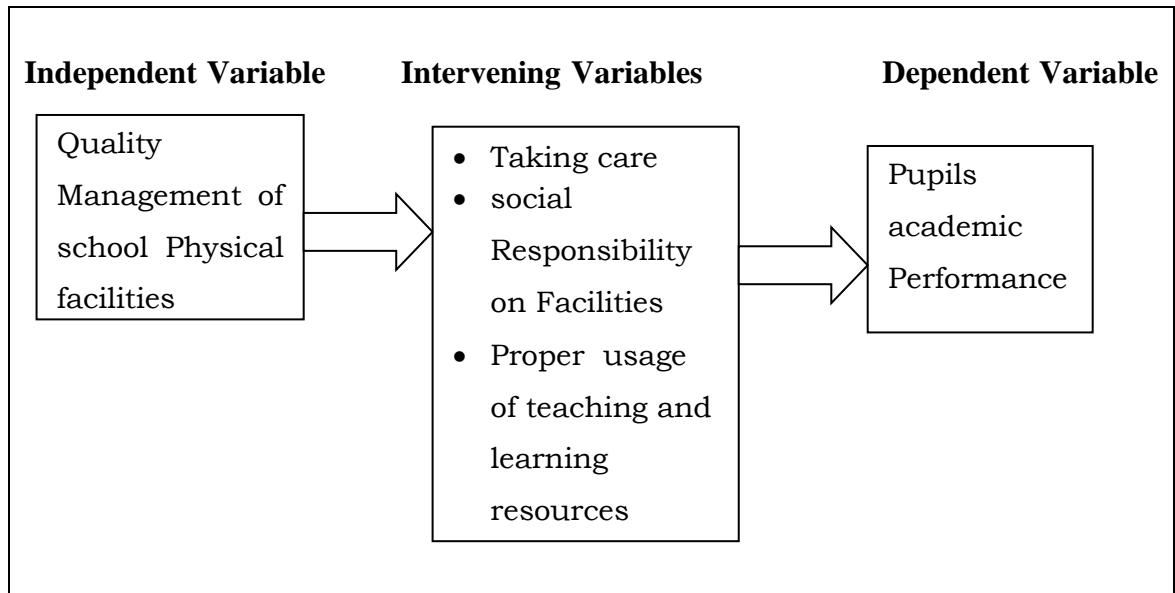 Independent Variable
Intervening Variables
Dependent Variable
Quality
Management of
school Physical
facilities
• Taking care
• social
Responsibility
on Facilities
• Proper usage
of teaching and
learning
resources
Pupils
academic
Performance